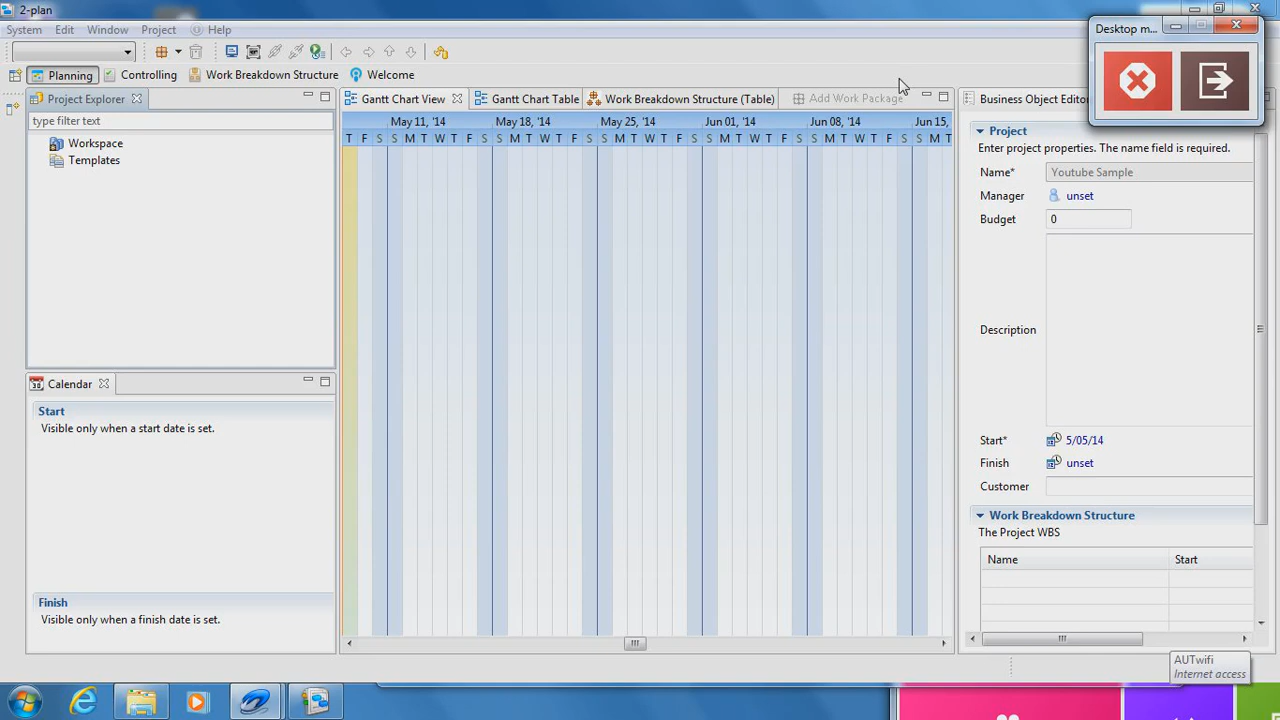 2-plan
System Edit Window Project Help
Desktop m...
Planning Controlling Work Breakdown Structure Welcome
Project Explorer
type filter text
Workspace
Templates
Calendar
Start
Visible only when a start date is set.
Finish
Visible only when a finish date is set.
Gantt Chart View Gantt Chart Table Work Breakdown Structure (Table) Add Work Package
May 11, '14 May 18, '14 May 25, '14 Jun 01, '14 Jun 08, '14 Jun 15,
T F S S M T W T F S S M T W T F S S M T W T F S S M T W T F S S M T W T F S S M T
Business Object Editor
Project
Enter project properties. The name field is required.
Name* Youtube Sample
Manager unset
Budget 0
Description
Start* 5/05/14
Finish unset
Customer
Work Breakdown Structure
The Project WBS
Name Start
AUTwifi
Internet access